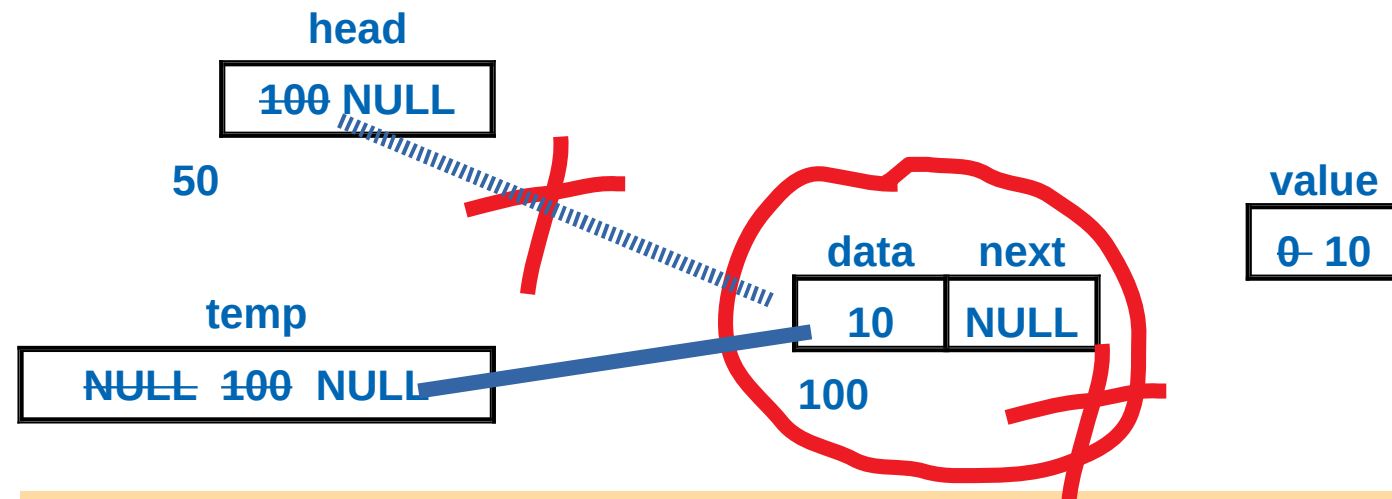 head
100 NULL
50
value
0 10
data next
10 NULL
temp
NULL 100 NULL
100